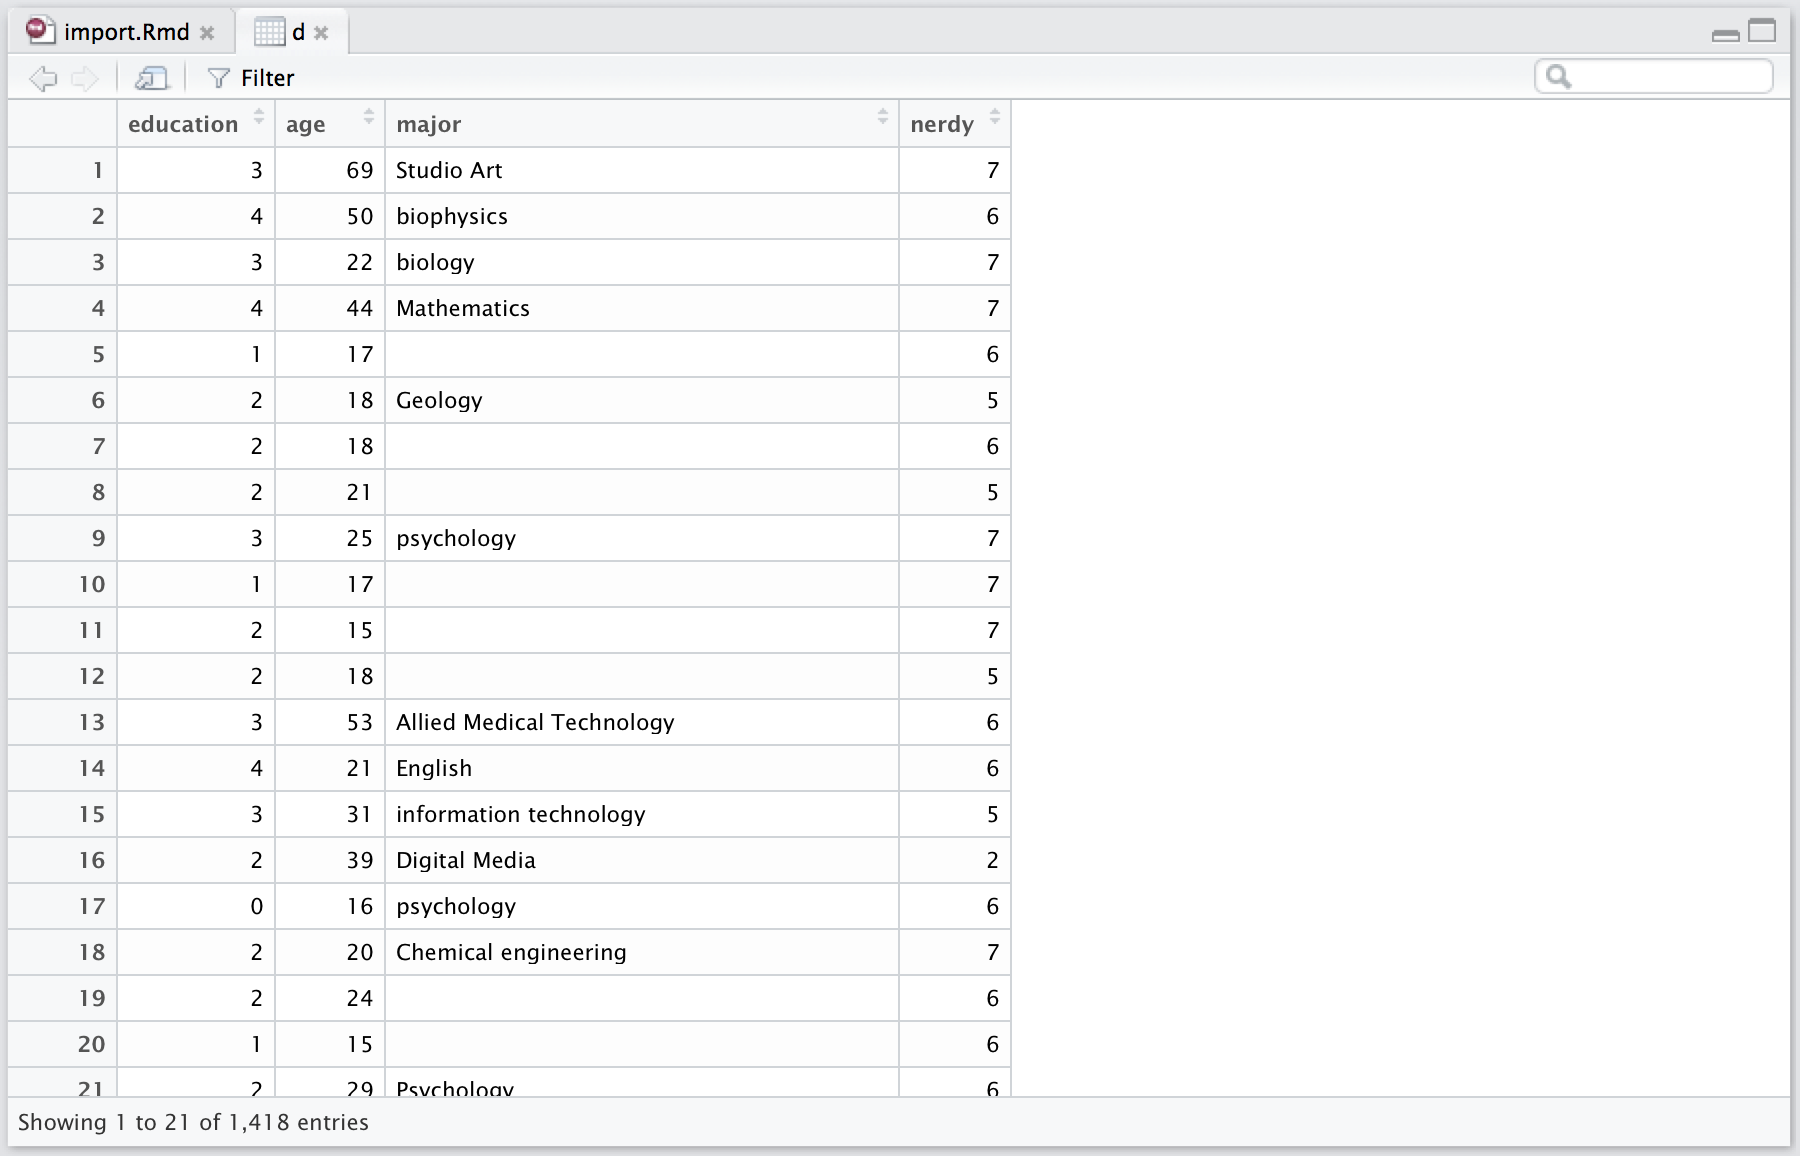 import.Rmd d
Filter
education age major nerdy
1 3 69 Studio Art 7
2 4 50 biophysics 6
3 3 22 biology 7
4 4 44 Mathematics 7
5 1 17 6
6 2 18 Geology 5
7 2 18 6
8 2 21 5
9 3 25 psychology 7
10 1 17 7
11 2 15 7
12 2 18 5
13 3 53 Allied Medical Technology 6
14 4 21 English 6
15 3 31 information technology 5
16 2 39 Digital Media 2
17 0 16 psychology 6
18 2 20 Chemical engineering 7
19 2 24 6
20 1 15 6
21 2 29 Psychology 6
Showing 1 to 21 of 1,418 entries